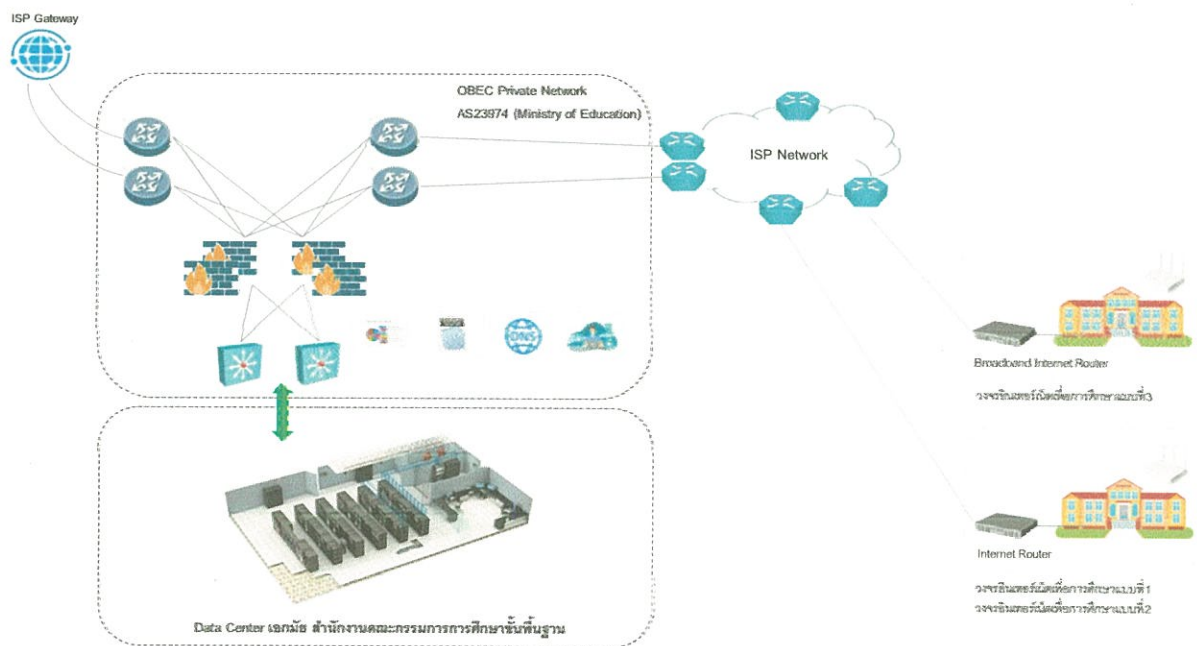 ISP Gateway
OBEC Private Network
AS23974 (Ministry of Education)
ISP Network
DNS
Broadband Internet Router
วงจรอินเทอร์เน็ตเพื่อการศึกษาแบบที่3
Internet Router
วงจรอินเทอร์เน็ตเพื่อการศึกษาแบบที่1
วงจรอินเทอร์เน็ตเพื่อการศึกษาแบบที่2
Data Center เอกมัย สำนักงานคณะกรรมการการศึกษาขั้นพื้นฐาน